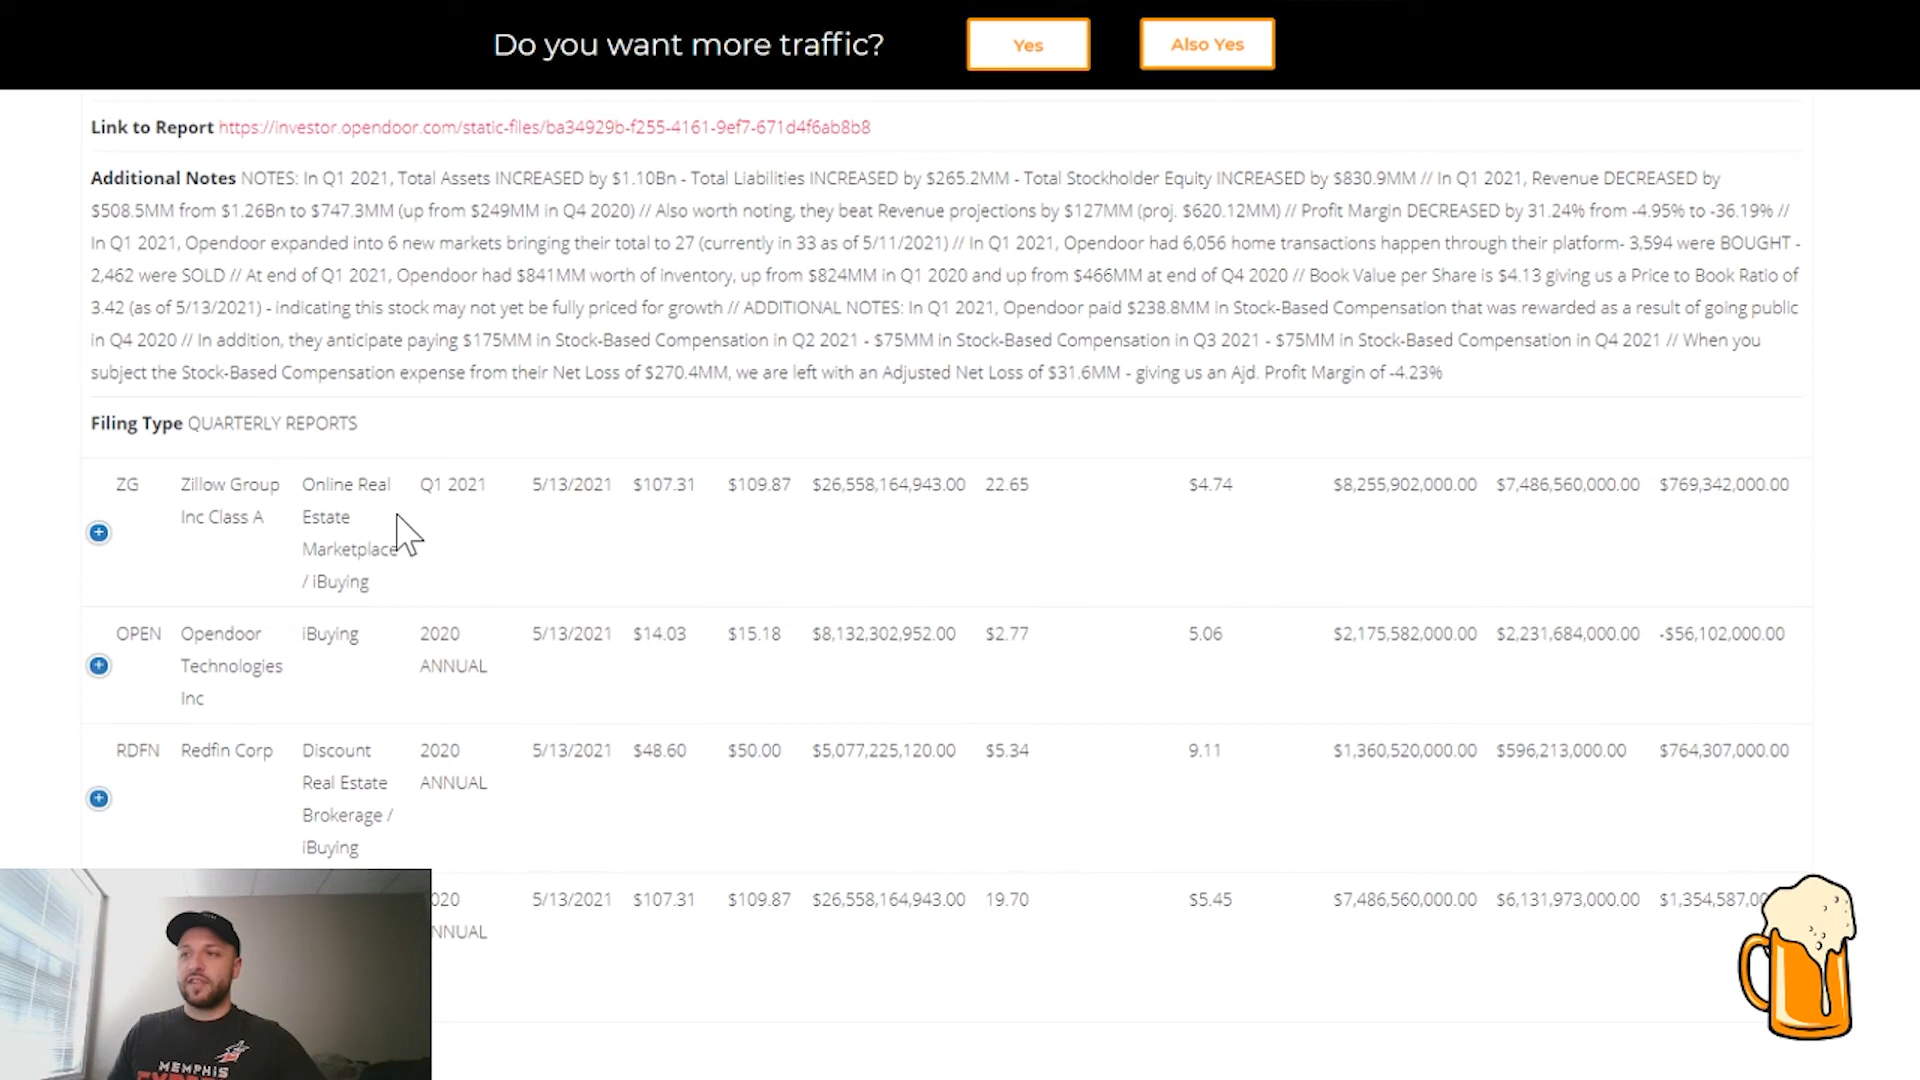 Do you want more traffic?
Yes
Also Yes
Link to Report https://investor.opendoor.com/static-files/ba34929b-f255-4161-9ef7-671d4f6ab8b8
Additional Notes NOTES: In Q1 2021, Total Assets INCREASED by $1.10Bn - Total Liabilities INCREASED by $265.2MM - Total Stockholder Equity INCREASED by $830.9MM // In Q1 2021, Revenue DECREASED by
$508.5MM from $1.26Bn to $747.3MM (up from $249MM in Q4 2020) // Also worth noting, they beat Revenue projections by $127MM (proj. $620.12MM) // Profit Margin DECREASED by 31.24% from -4.95% to -36.19% //
In Q1 2021, Opendoor expanded into 6 new markets bringing their total to 27 (currently in 33 as of 5/11/2021) // In Q1 2021, Opendoor had 6,056 home transactions happen through their platform- 3,594 were BOUGHT -
2,462 were SOLD // At end of Q1 2021, Opendoor had $841MM worth of inventory, up from $824MM in Q1 2020 and up from $466MM at end of Q4 2020 // Book Value per Share is $4.13 giving us a Price to Book Ratio of
3.42 (as of 5/13/2021) - indicating this stock may not yet be fully priced for growth // ADDITIONAL NOTES: In Q1 2021, Opendoor paid $238.8MM in Stock-Based Compensation that was rewarded as a result of going public
in Q4 2020 // In addition, they anticipate paying $175MM in Stock-Based Compensation in Q2 2021 - $75MM in Stock-Based Compensation in Q3 2021 - $75MM in Stock-Based Compensation in Q4 2021 // When you
subject the Stock-Based Compensation expense from their Net Loss of $270.4MM, we are left with an Adjusted Net Loss of $31.6MM - giving us an Ajd. Profit Margin of -4.23%
Filing Type QUARTERLY REPORTS
ZG Zillow Group Online Real Q1 2021 5/13/2021 $107.31 $109.87 $26,558,164,943.00 22.65 $4.74 $8,255,902,000.00 $7,486,560,000.00 $769,342,000.00
Inc Class A Estate
Marketplace
/ iBuying
OPEN Opendoor iBuying 2020 5/13/2021 $14.03 $15.18 $8,132,302,952.00 $2.77 5.06 $2,175,582,000.00 $2,231,684,000.00 -$56,102,000.00
Technologies ANNUAL
Inc
RDFN Redfin Corp Discount 2020 5/13/2021 $48.60 $50.00 $5,077,225,120.00 $5.34 9.11 $1,360,520,000.00 $596,213,000.00 $764,307,000.00
Real Estate ANNUAL
Brokerage /
iBuying
020 5/13/2021 $107.31 $109.87 $26,558,164,943.00 19.70 $5.45 $7,486,560,000.00 $6,131,973,000.00 $1,354,587,0
NNUAL
MEMPHIS